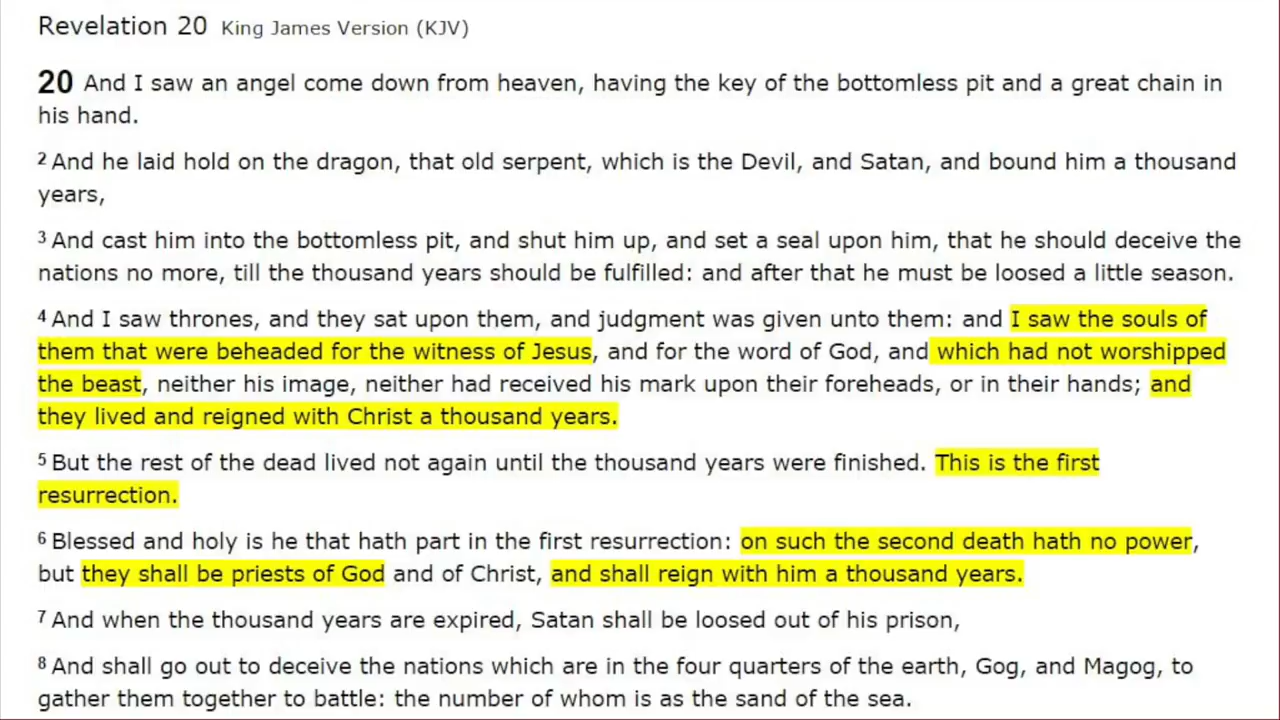 Revelation 20 King James Version (KJV)
20 And I saw an angel come down from heaven, having the key of the bottomless pit and a great chain in
his hand.
2 And he laid hold on the dragon, that old serpent, which is the Devil, and Satan, and bound him a thousand
years,
3 And cast him into the bottomless pit, and shut him up, and set a seal upon him, that he should deceive the
nations no more, till the thousand years should be fulfilled: and after that he must be loosed a little season.
4 And I saw thrones, and they sat upon them, and judgment was given unto them: and I saw the souls of
them that were beheaded for the witness of Jesus, and for the word of God, and which had not worshipped
the beast, neither his image, neither had received his mark upon their foreheads, or in their hands; and
they lived and reigned with Christ a thousand years.
5 But the rest of the dead lived not again until the thousand years were finished. This is the first
resurrection.
6 Blessed and holy is he that hath part in the first resurrection: on such the second death hath no power,
but they shall be priests of God and of Christ, and shall reign with him a thousand years.
7 And when the thousand years are expired, Satan shall be loosed out of his prison,
8 And shall go out to deceive the nations which are in the four quarters of the earth, Gog, and Magog, to
gather them together to battle: the number of whom is as the sand of the sea.